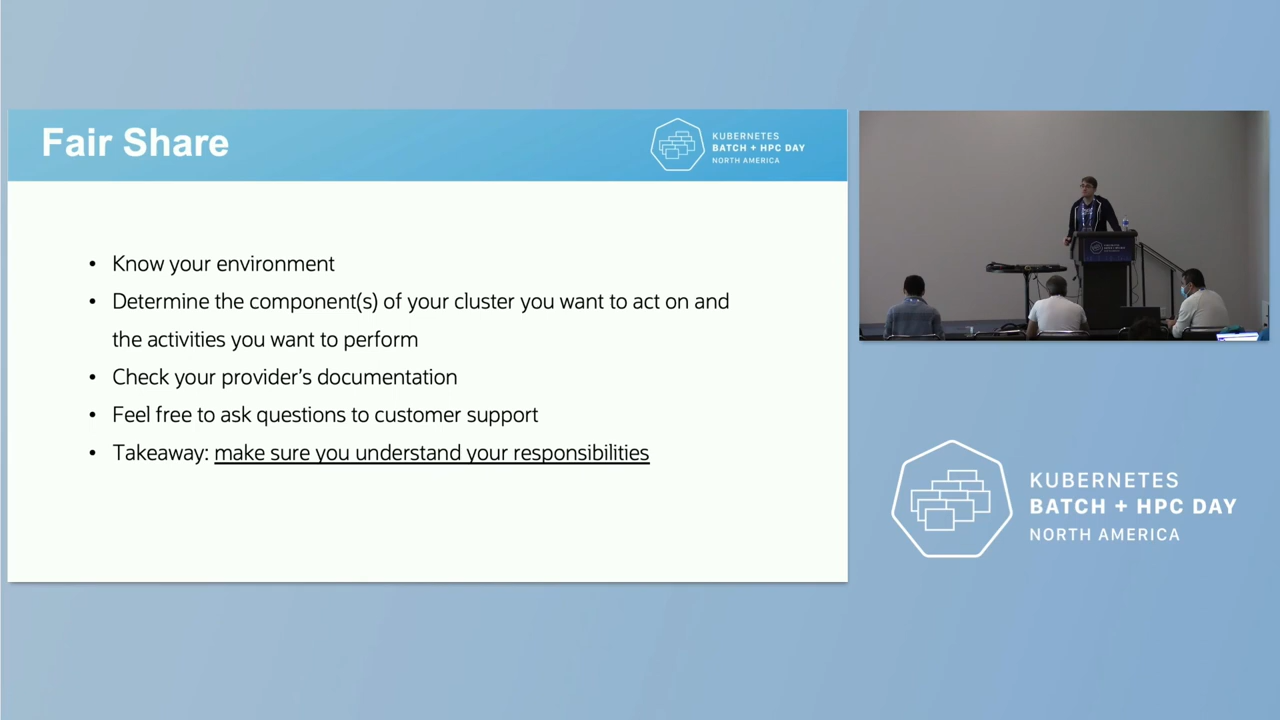 Fair Share
KUBERNETES
BATCH + HPC DAY
NORTH AMERICA
• Know your environment
• Determine the component(s) of your cluster you want to act on and
the activities you want to perform
• Check your provider's documentation
• Feel free to ask questions to customer support
• Takeaway: make sure you understand your responsibilities
KUBERNETES
BATCH + HPC DAY
NORTH AMERICA